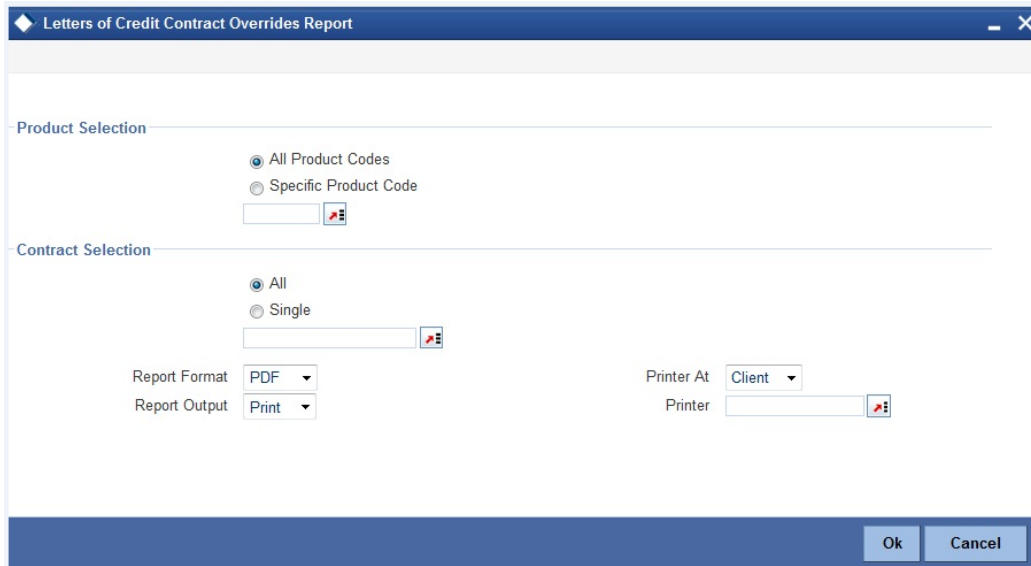 Letters of Credit Contract Overrides Report
Product Selection
All Product Codes
Specific Product Code
Contract Selection
All
Single
Report Format PDF Printer At Client
Report Output Print Printer
Ok Cancel